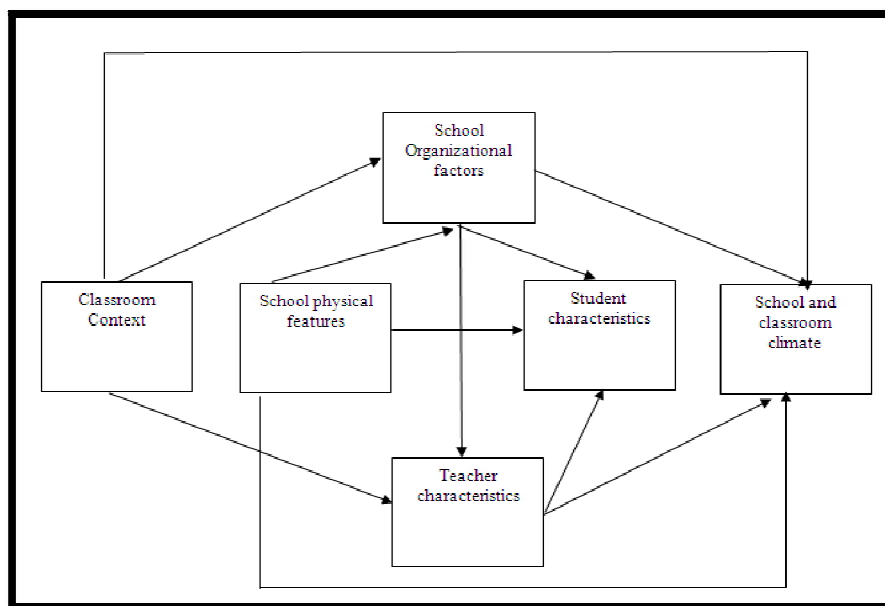 School
Organizational
factors
Classroom
Context
School physical
features
Student
characteristics
School and
classroom
climate
Teacher
characteristics